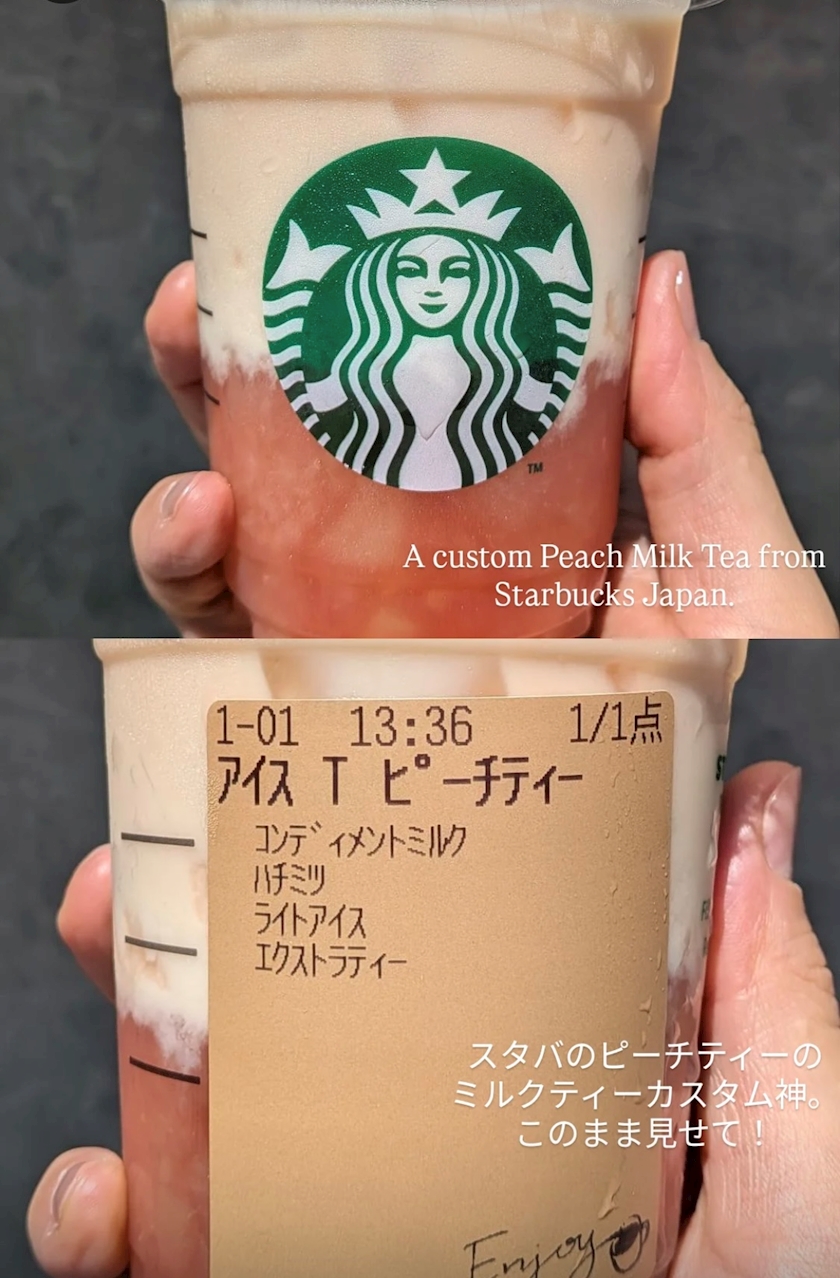 TM
A custom Peach Milk Tea from
Starbucks Japan.
1-01 13:36 1/1点
アイス T ピーチティー
コンディメントミルク
ハチミツ
ライトアイス
エクストラティー
スタバのピーチティーの
ミルクティーカスタム神。
このまま見せて!
Enjoy